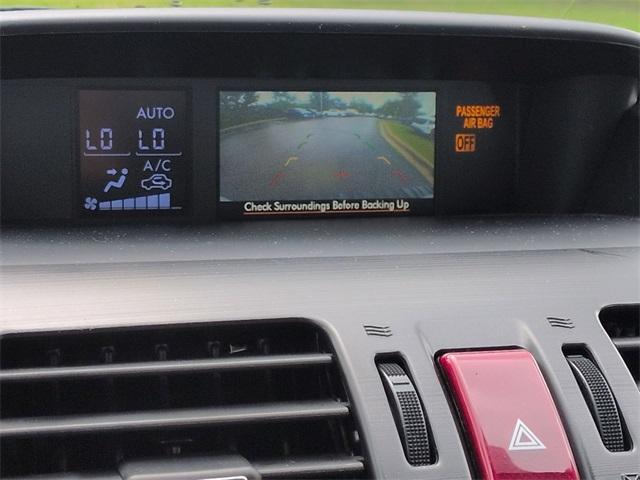 AUTO
LO LO
A/C
Check Surroundings Before Backing Up
PASSENGER
AIR BAG
OFF